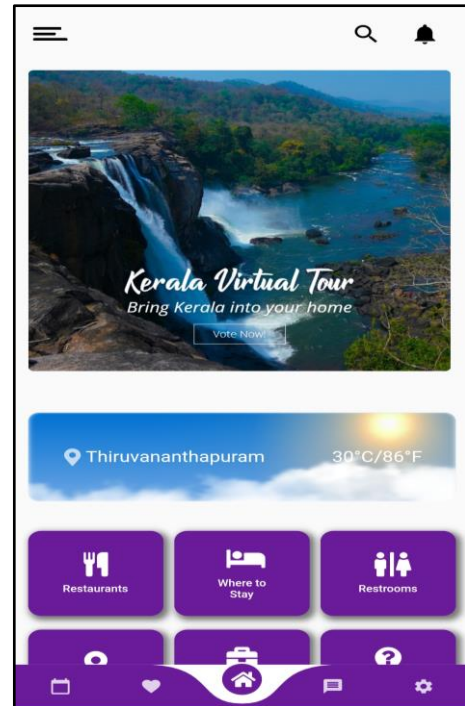 Kerala Virtual Tour
Bring Kerala into your home
Vote Now!
Thiruvananthapuram 30°C/86°F
Restaurants
Where to
Stay
Restrooms